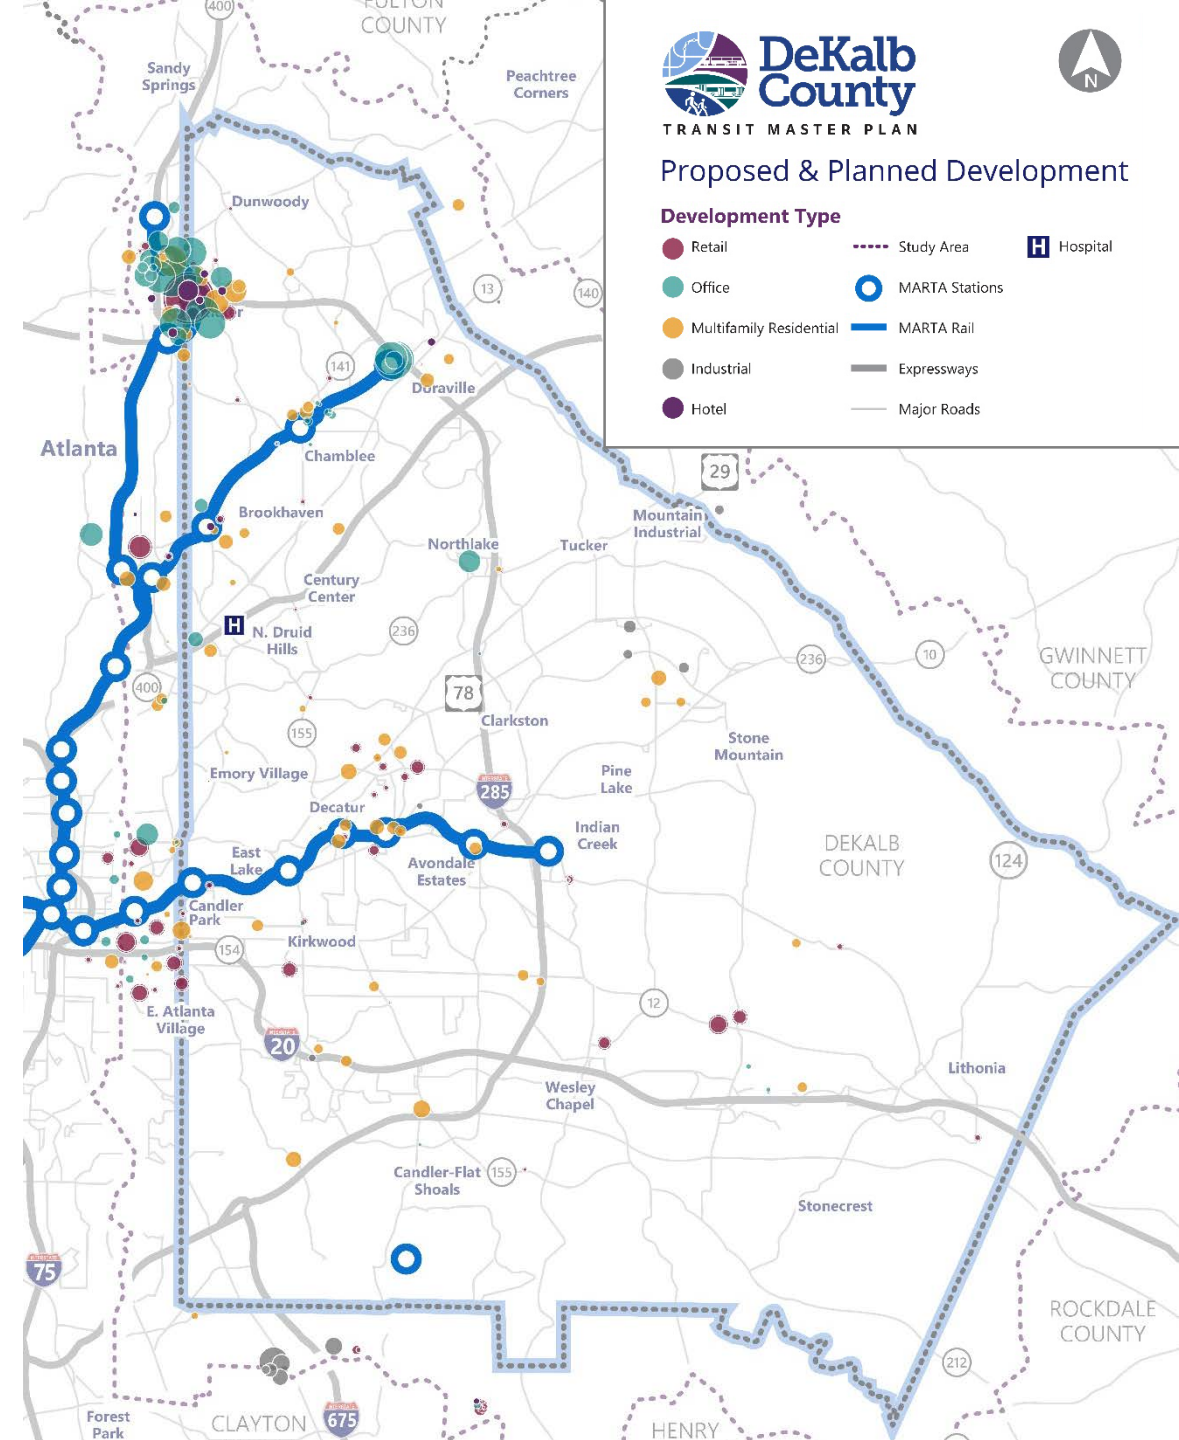 400
FULTON
COUNTY
Sandy
Springs
Peachtree
Corners
DeKalb
County
TRANSIT MASTER PLAN
N
Proposed & Planned Development
Development Type
Retail
Office
Multifamily Residential
Industrial
Hotel
Study Area
MARTA Stations
MARTA Rail
Expressways
Major Roads
H Hospital
Dunwoody
13
140
141
Doraville
Atlanta
Chamblee
29
Brookhaven
Mountain
Industrial
Northlake
Tucker
Century
Center
H
N. Druid
Hills
236
236
10
GWINNETT
COUNTY
400
78
155
Clarkston
Stone
Mountain
Emory Village
Pine
Lake
285
Decatur
Indian
Creek
DEKALB
COUNTY
124
East
Lake
Avondale
Estates
Candler
Park
Kirkwood
154
12
E. Atlanta
Village
20
Lithonia
Wesley
Chapel
Candler-Flat
Shoals
155
Stonecrest
75
ROCKDALE
COUNTY
212
Forest
Park
CLAYTON
675
HENRY